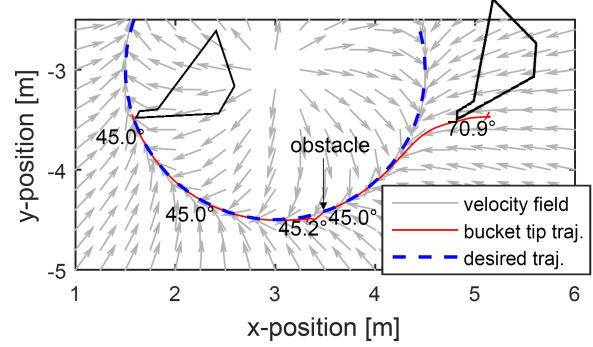 -3
70.9°
45.0°
obstacle
-4
45.0°
45.0°
45.2°
velocity field
bucket tip traj.
desired traj.
-5
1 2 3 4 5 6
x-position [m]
y-position [m]